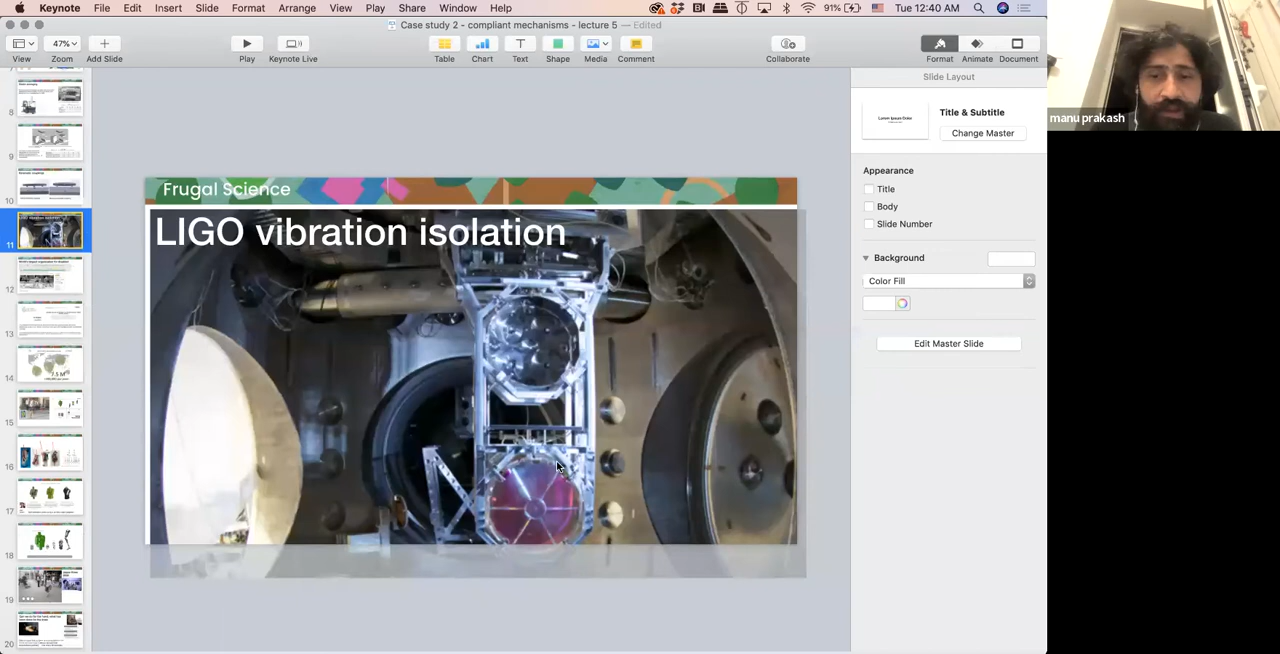 Keynote File Edit Insert Slide Format Arrange View Play Share Window Help 91% Tue 12:40 AM
Case study 2 - compliant mechanisms - lecture 5 — Edited
47%
View Zoom Add Slide Play Keynote Live Table Chart Text Shape Media Comment Collaborate Format Animate Document
Slide Layout
Title & Subtitle
Change Master
Appearance
Title
Body
Slide Number
Background
Color Fill
Edit Master Slide
8
9
10
11
12
13
14
15
16
17
18
19
20
Frugal Science
LIGO vibration isolation
manu prakash